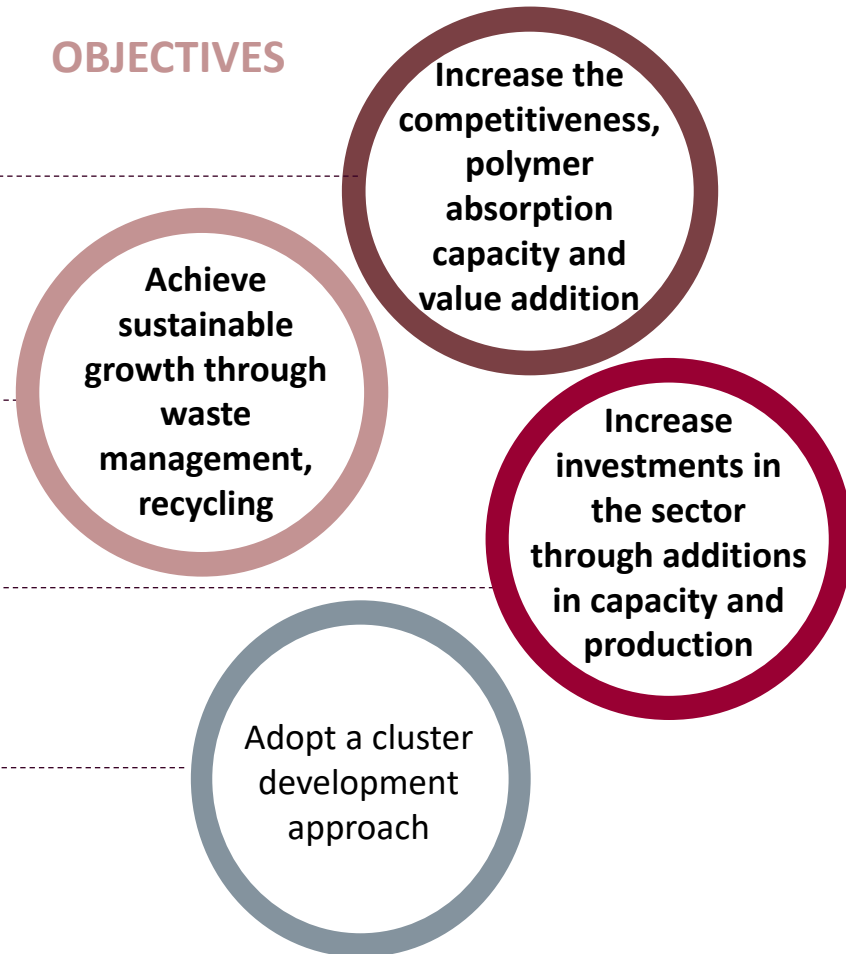 OBJECTIVES
Increase the
competitiveness,
polymer
absorption
capacity and
value addition
Achieve
sustainable
growth through
waste
management,
recycling
Increase
investments in
the sector
through additions
in capacity and
production
Adopt a cluster
development
approach